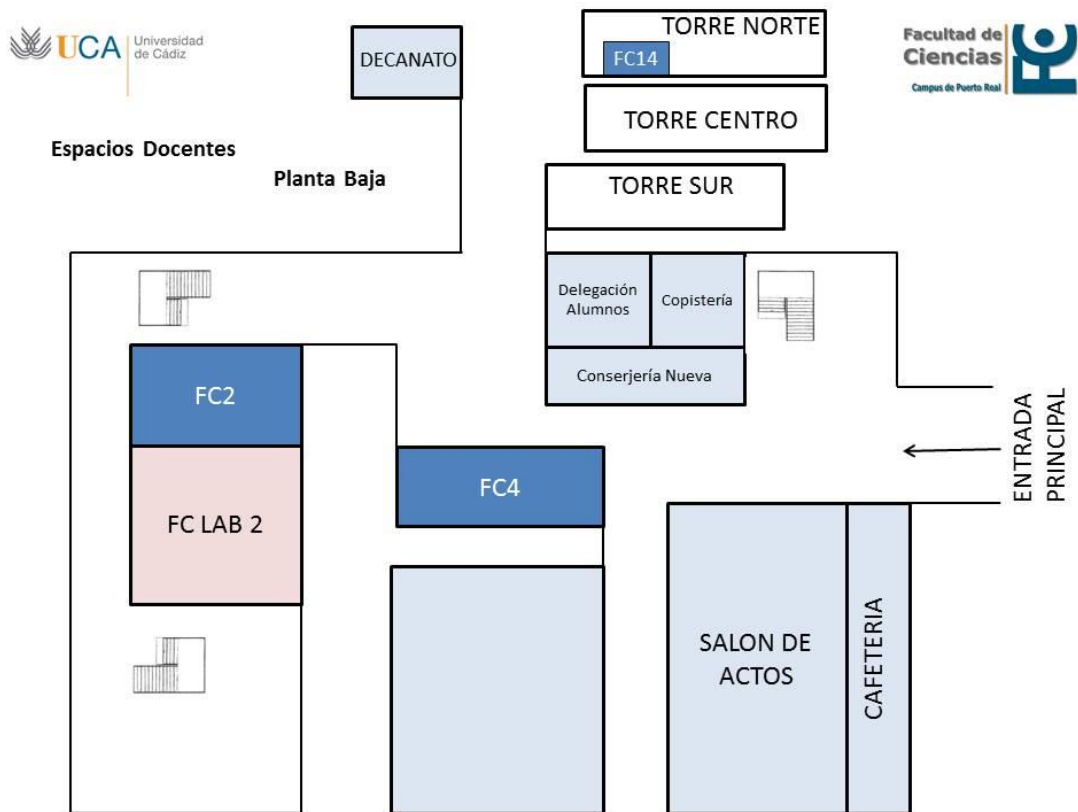 UCA
Universidad
de Cádiz
DECANATO
TORRE NORTE
FC14
Facultad de
Ciencias
Campus de Puerto Real
FC
TORRE CENTRO
Espacios Docentes
Planta Baja
TORRE SUR
Delegación
Alumnos
Copistería
Conserjería Nueva
FC2
ENTRADA
PRINCIPAL
FC4
FC LAB 2
SALON DE
ACTOS
CAFETERIA